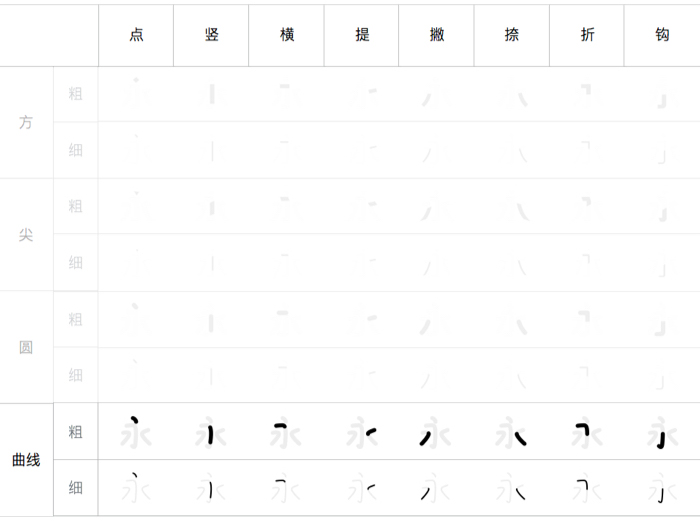 点 竖 横 提 撇 捺 折 钩
方
粗
细
尖
粗
细
圆
粗
细
曲线
粗 永 永 永 永 永 永 永 永
细 永 永 永 永 永 永 永 永